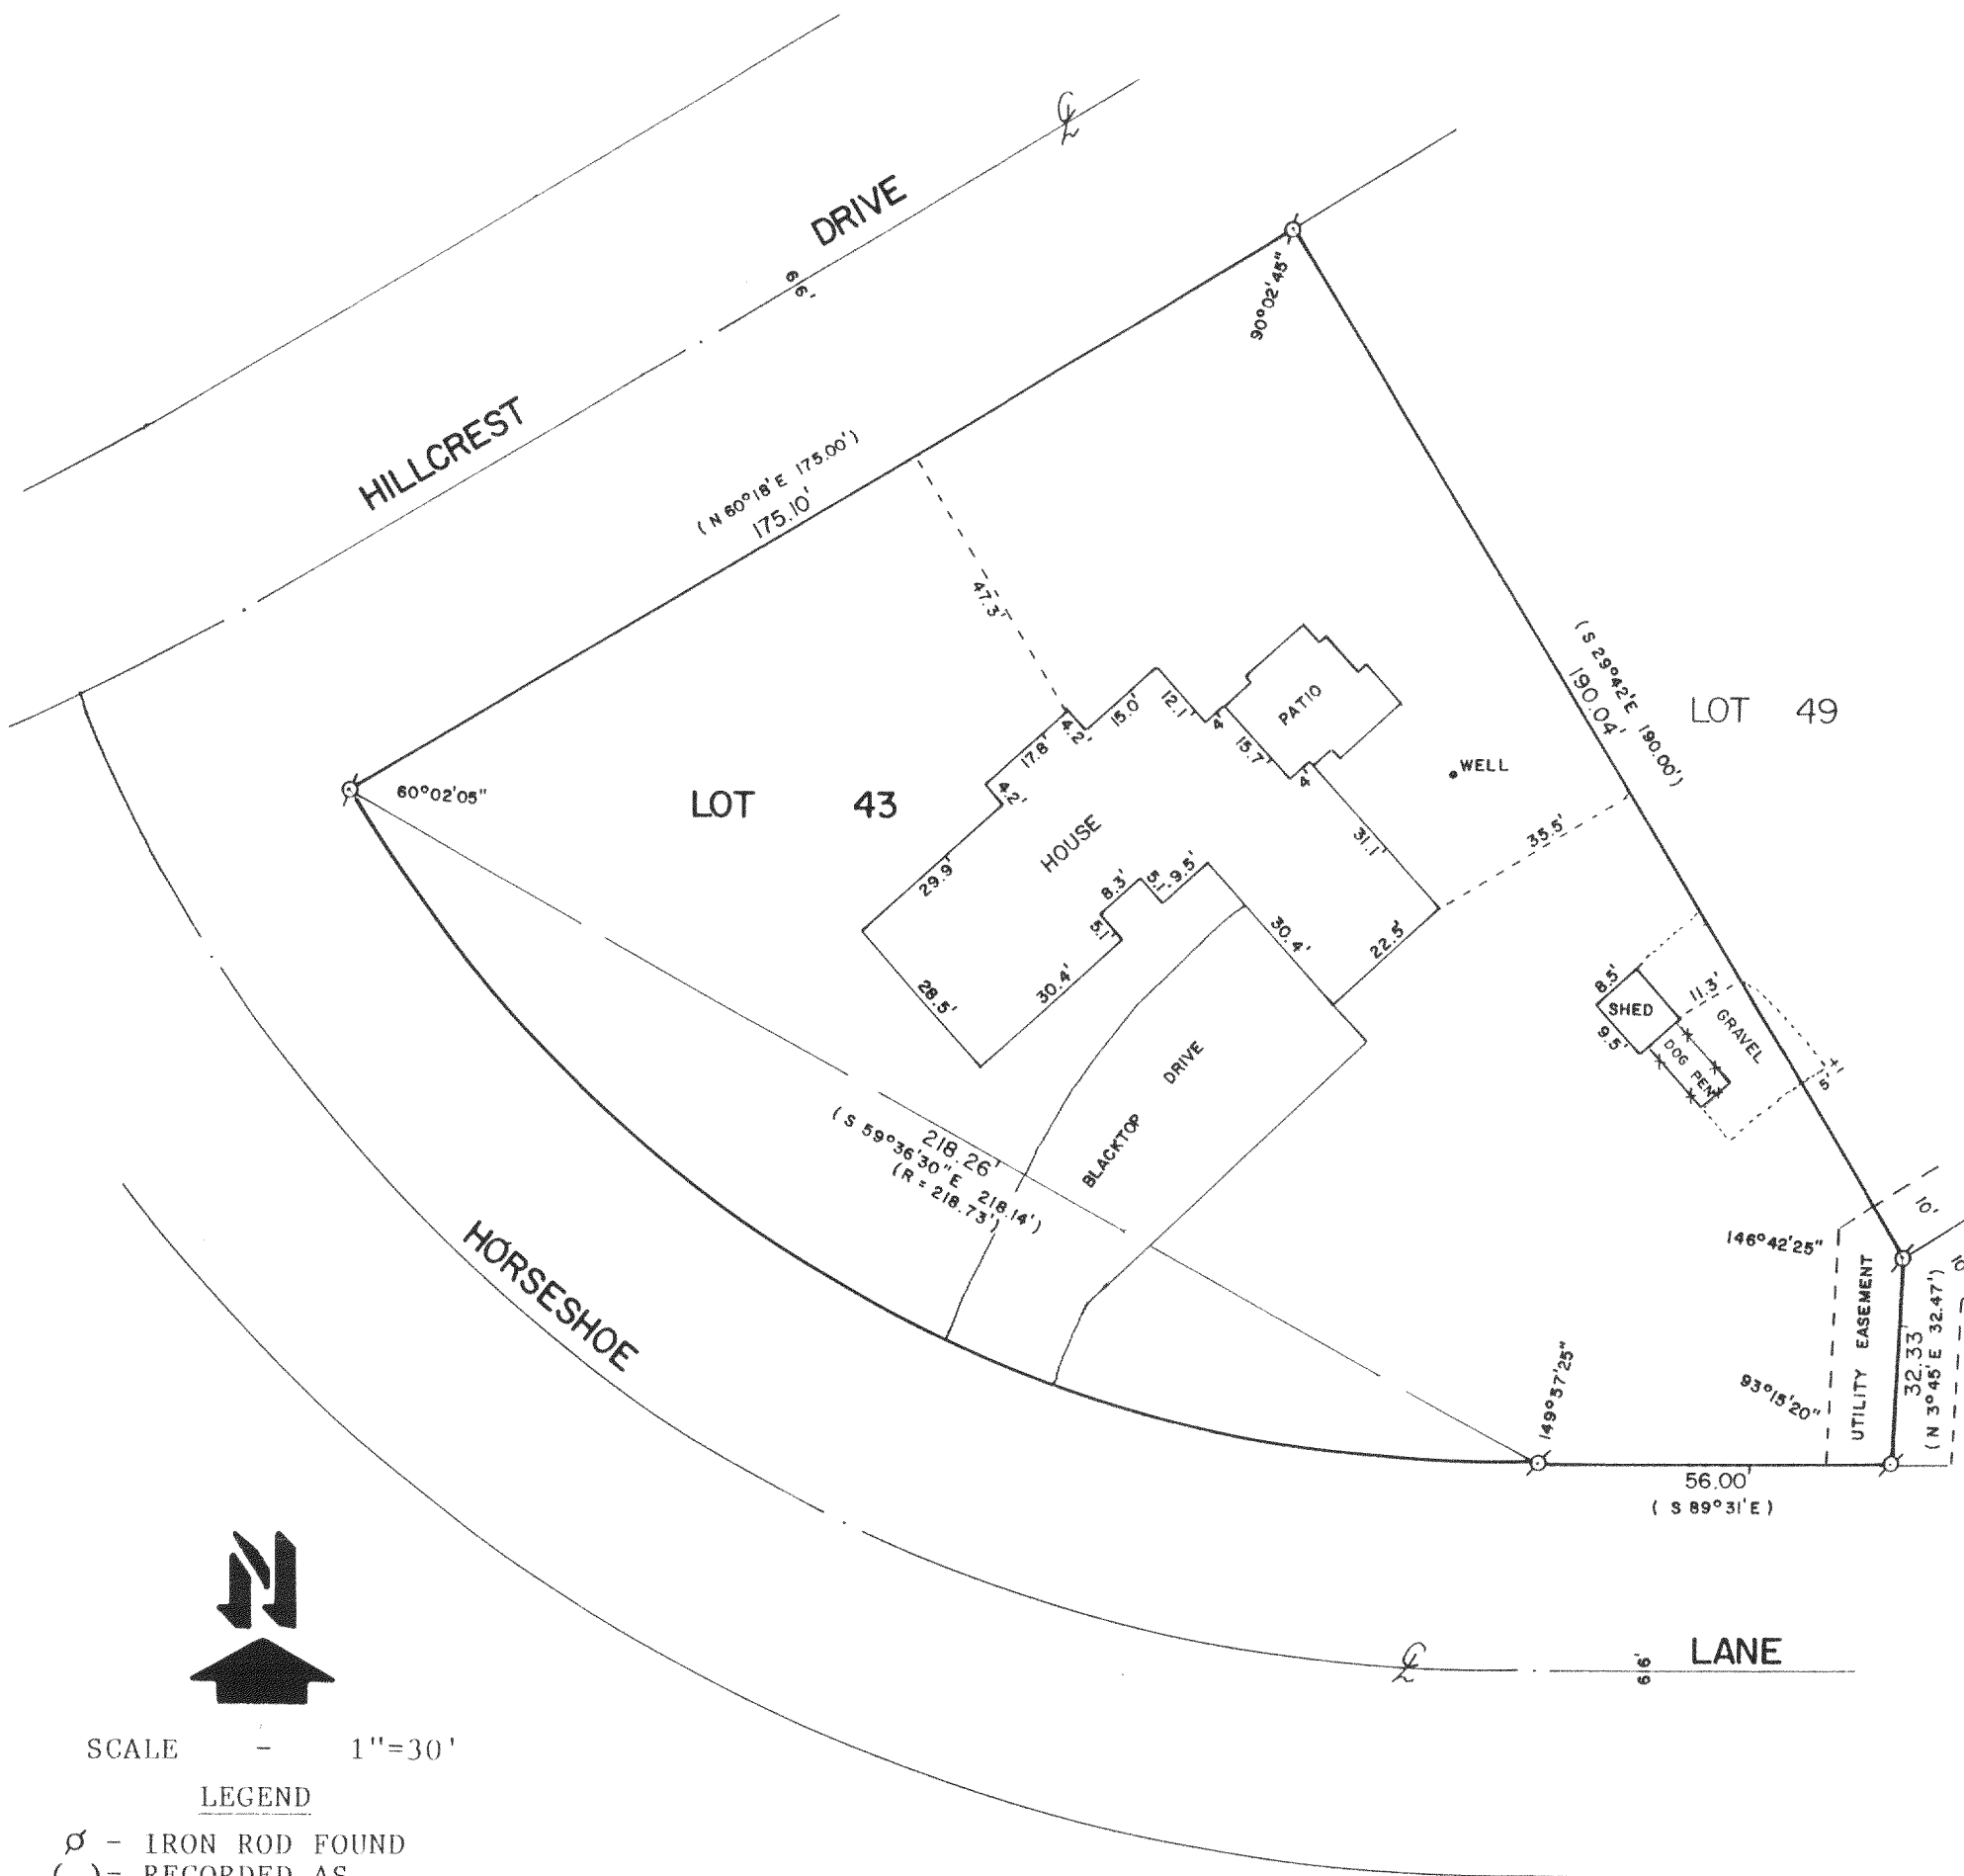 ℄
DRIVE
66'
HILLCREST
(N 60°18'E 175.00')
175.10'
90°02'45"
47.3'
(S 29°42'E 190.00')
190.04'
LOT 49
60°02'05"
LOT 43
HOUSE
PATIO
WELL
17.8'
4.2'
15.0'
12.1'
4'
15.7'
4'
4.2'
31.1'
35.5'
29.9'
8.3'
5.1'
9.5'
5.1'
30.4'
22.5'
28.5'
30.4'
8.5'
SHED
11.3'
9.5'
GRAVEL
DOG PEN
5'±
BLACKTOP DRIVE
218.26'
(S 59°36'30"E 218.14')
(R = 218.73')
HORSESHOE
146°42'25"
10'
10'
UTILITY EASEMENT
32.33'
(N 3°45'E 32.47')
149°57'25"
93°15'20"
56.00'
(S 89°31'E)
℄
66'
LANE
N
SCALE - 1"=30'
LEGEND
Ø - IRON ROD FOUND
( )= RECORDED AS